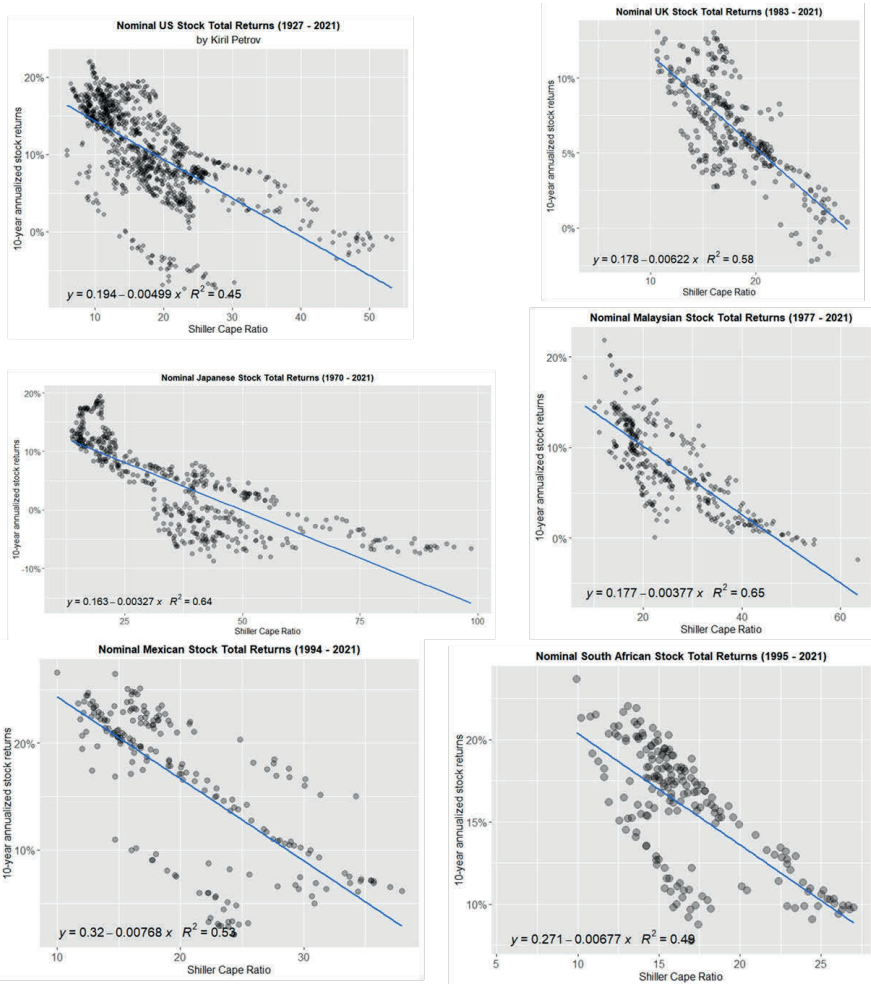 Nominal US Stock Total Returns (1927 - 2021)
by Kiril Petrov
10-year annualized stock returns
20%
10%
0%
y = 0.194 – 0.00499 x R² = 0.45
10 20 30 40 50
Shiller Cape Ratio
Nominal UK Stock Total Returns (1983 - 2021)
10-year annualized stock returns
10%
5%
0%
y = 0.178 – 0.00622 x R² = 0.58
10 20
Shiller Cape Ratio
Nominal Japanese Stock Total Returns (1970 - 2021)
10-year annualized stock returns
20%
10%
0%
-10%
y = 0.163 – 0.00327 x R² = 0.64
25 50 75 100
Shiller Cape Ratio
Nominal Malaysian Stock Total Returns (1977 - 2021)
10-year annualized stock returns
20%
10%
0%
y = 0.177 – 0.00377 x R² = 0.65
20 40 60
Shiller Cape Ratio
Nominal Mexican Stock Total Returns (1994 - 2021)
10-year annualized stock returns
20%
10%
y = 0.32 – 0.00768 x R² = 0.53
10 20 30
Shiller Cape Ratio
Nominal South African Stock Total Returns (1995 - 2021)
10-year annualized stock returns
20%
15%
10%
y = 0.271 – 0.00677 x R² = 0.49
5 10 15 20 25
Shiller Cape Ratio